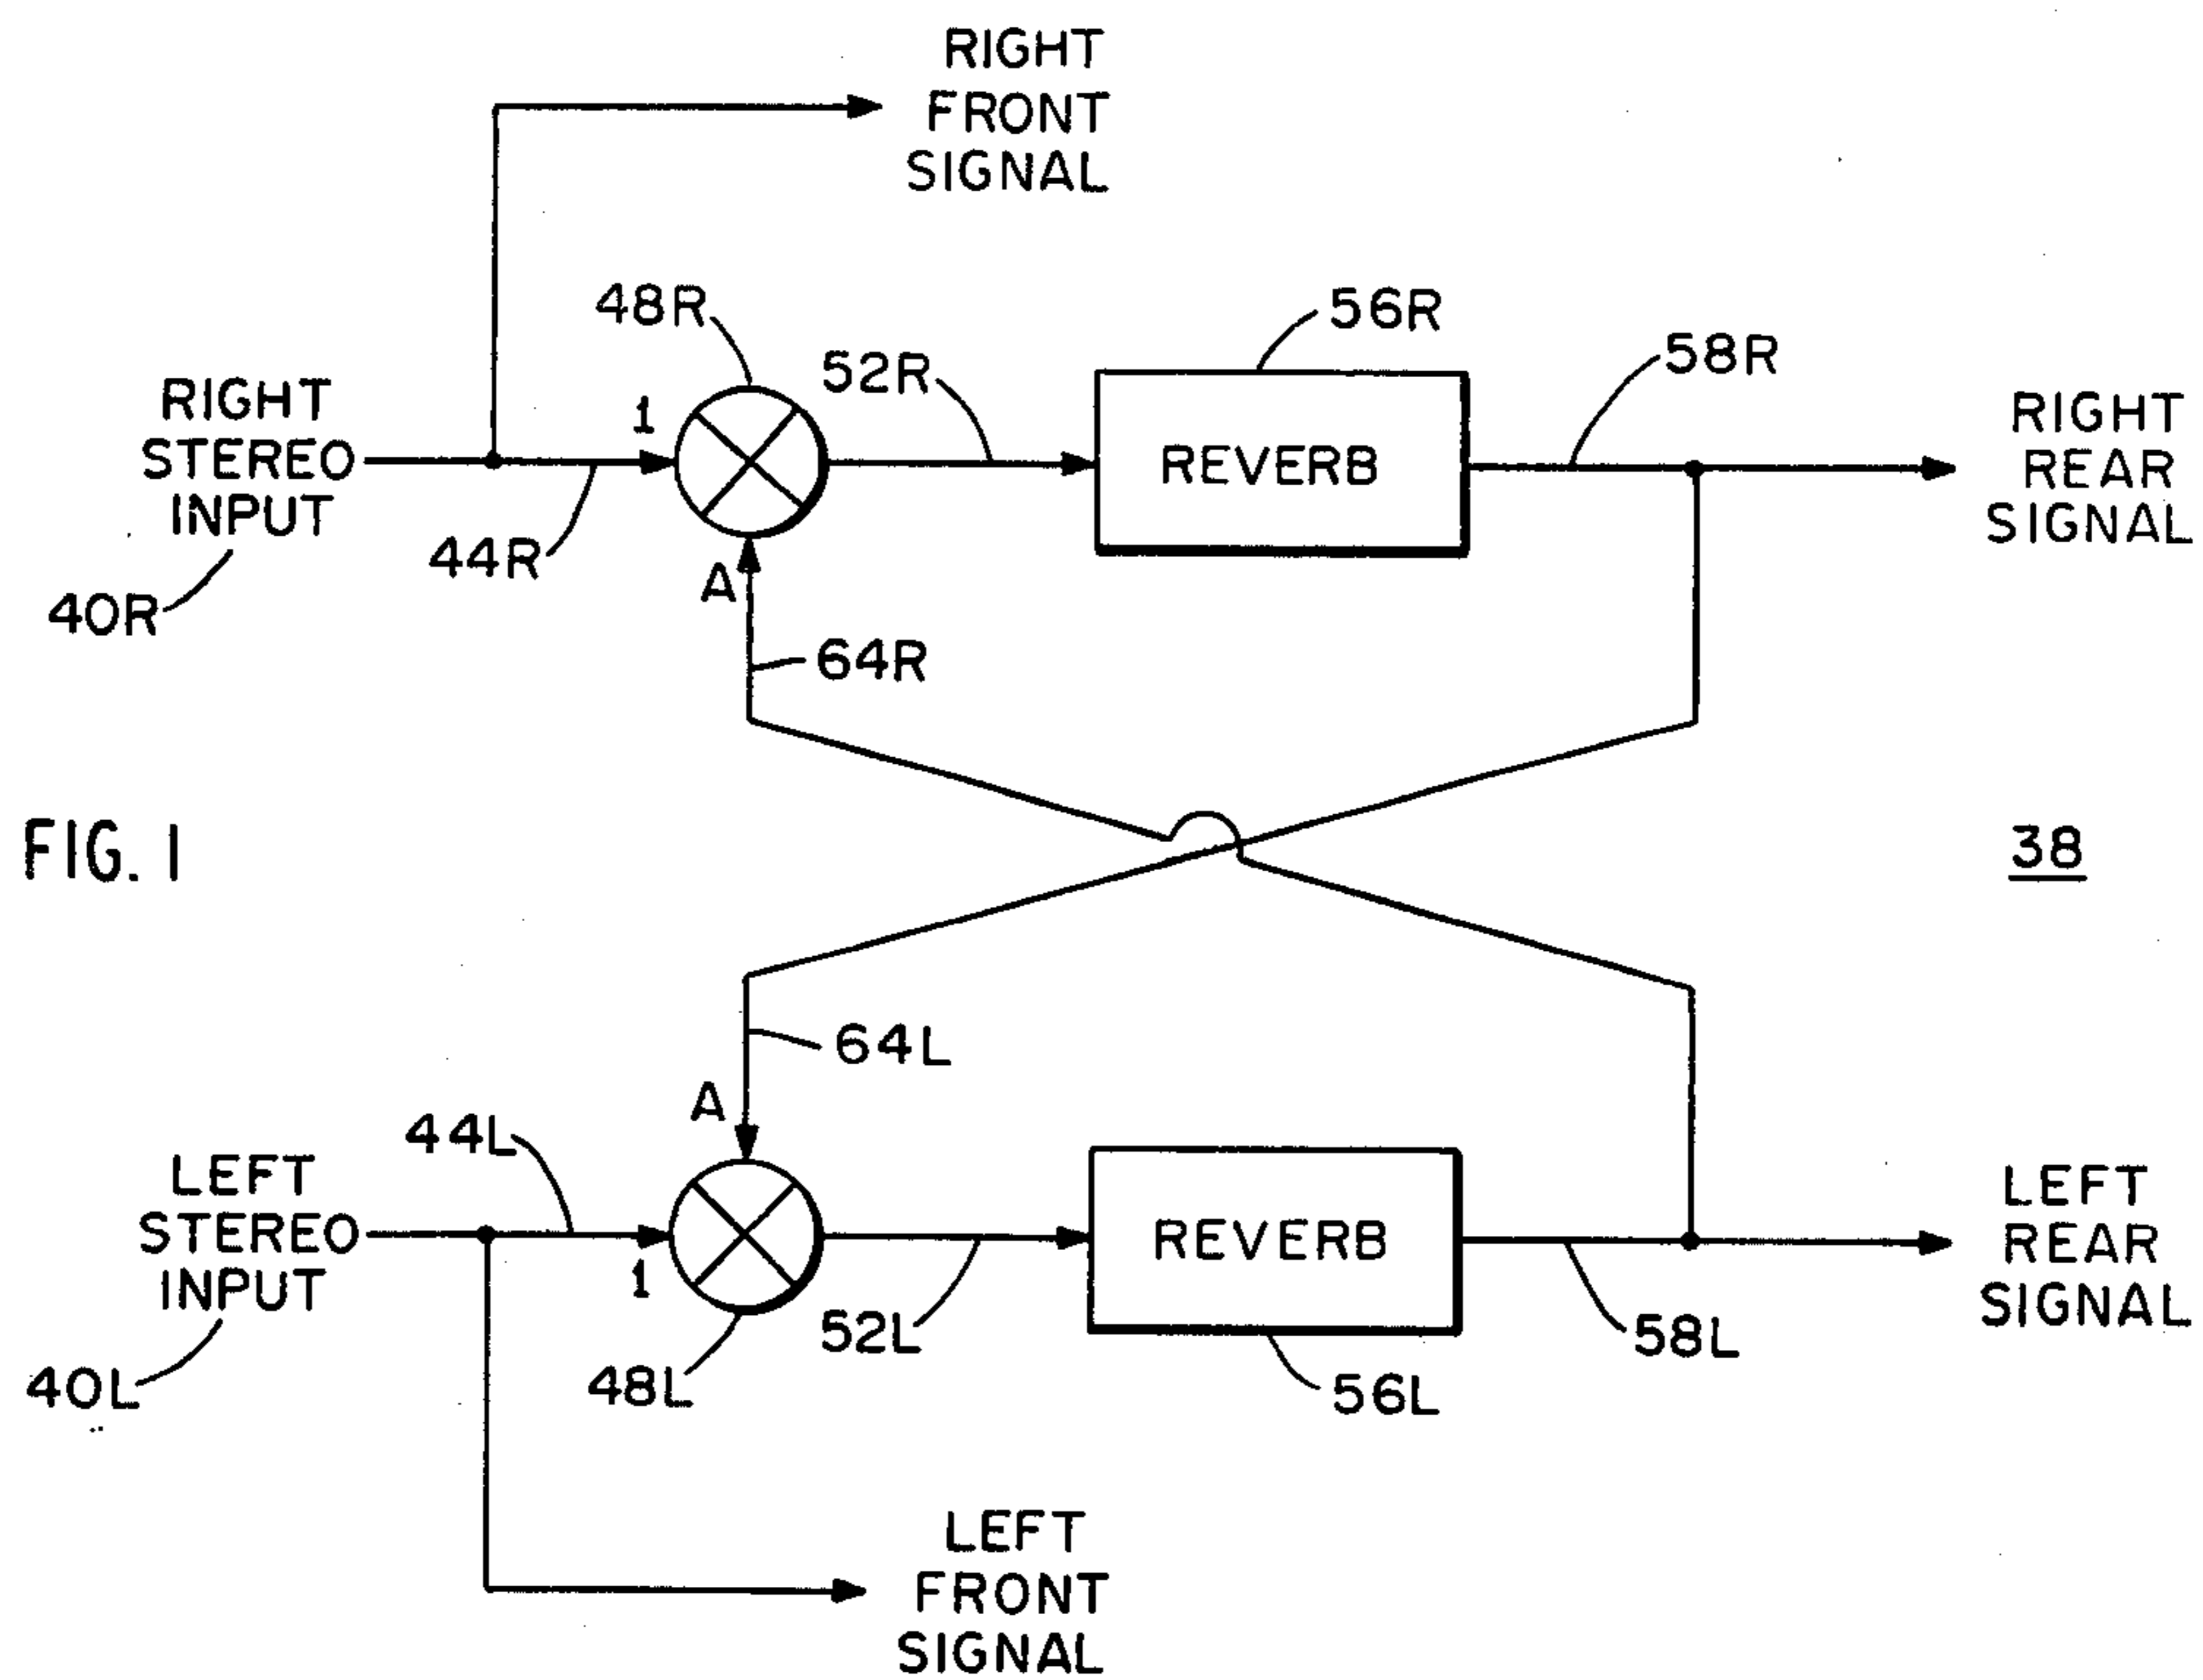 RIGHT
FRONT
SIGNAL
48R
56R
52R
58R
RIGHT
STEREO
INPUT
1
REVERB
RIGHT
REAR
SIGNAL
44R
A
40R
64R
FIG. 1
38
64L
A
44L
LEFT
STEREO
INPUT
1
REVERB
LEFT
REAR
SIGNAL
52L
58L
48L
56L
40L
LEFT
FRONT
SIGNAL